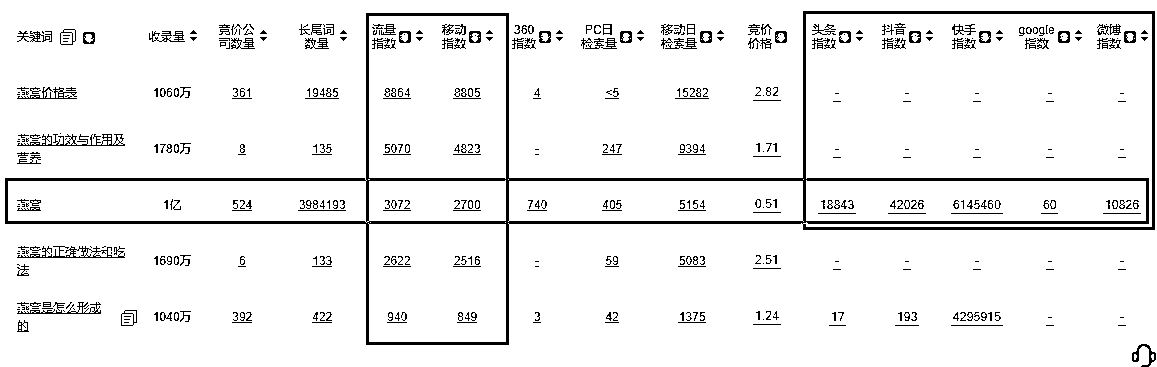 关键词 收录量 竞价公司数量 长尾词数量 流量指数 移动指数 360指数 PC日检索量 移动日检索量 竞价价格 头条指数 抖音指数 快手指数 google指数 微博指数
燕窝价格表 1060万 361 19485 8864 8805 4 <5 15282 2.82 - - - - -
燕窝的功效与作用及营养 1780万 8 135 5070 4823 - 247 9394 1.71 - - - - -
燕窝 1亿 524 3984193 3072 2700 740 405 5154 0.51 18843 42026 6145460 60 10826
燕窝的正确做法和吃法 1690万 6 133 2622 2516 - 59 5083 2.51 - - - - -
燕窝是怎么形成的 1040万 392 422 940 849 3 42 1375 1.24 17 193 4295915 - -